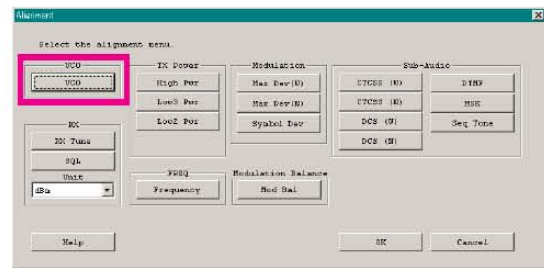 Alignment
Select the alignment menu.
VCO
VCO
TX Power
High Pwr
Low3 Pwr
Low2 Pwr
Modulation
Max Dev(W)
Max Dev(N)
Symbol Dev
Sub-Audio
CTCSS (W)
CTCSS (N)
DCS (W)
DCS (N)
DTMF
MSK
Seq Tone
RX
RX Tune
SQL
Unit
dBm
FREQ
Frequency
Modulation Balance
Mod Bal
Help
OK
Cancel